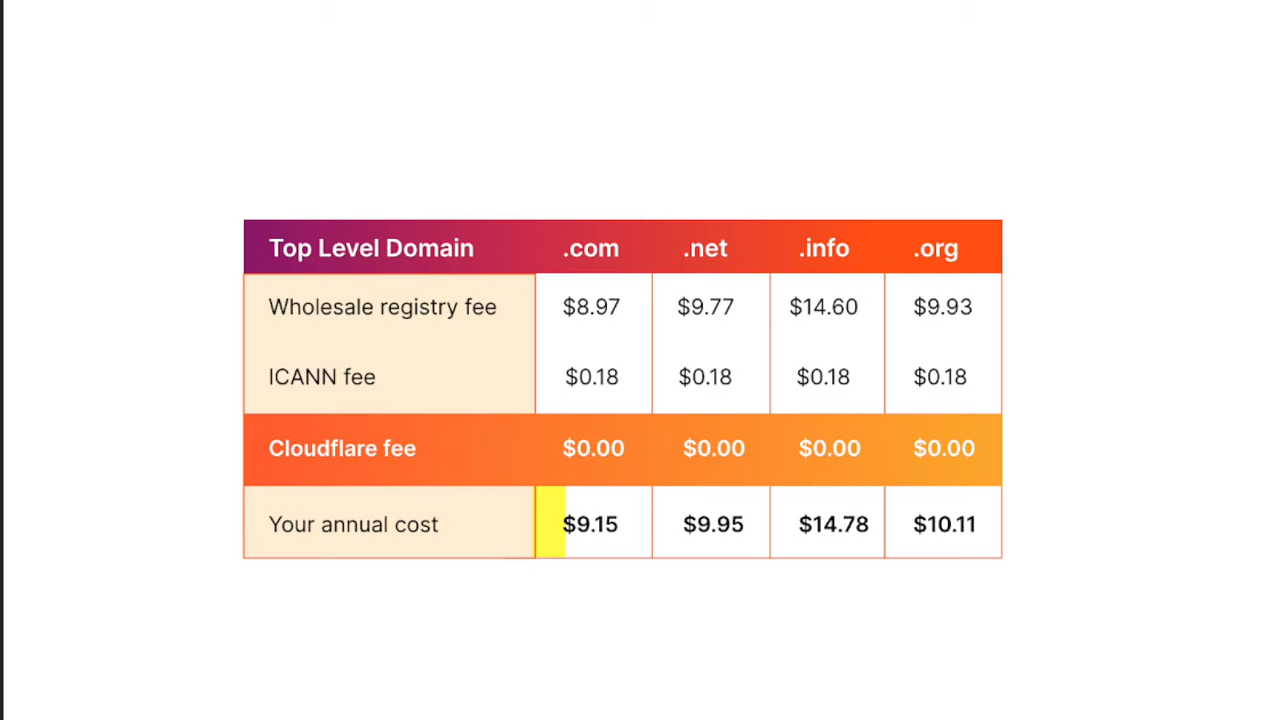 Top Level Domain .com .net .info .org
Wholesale registry fee $8.97 $9.77 $14.60 $9.93
ICANN fee $0.18 $0.18 $0.18 $0.18
Cloudflare fee $0.00 $0.00 $0.00 $0.00
Your annual cost $9.15 $9.95 $14.78 $10.11